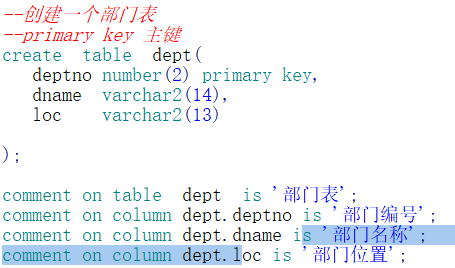 --创建一个部门表
--primary key 主键
create  table  dept(
   deptno number(2) primary key,
   dname  varchar2(14),
   loc    varchar2(13)
);
comment on table  dept  is '部门表';
comment on column dept.deptno is '部门编号';
comment on column dept.dname is '部门名称';
comment on column dept.loc is '部门位置';